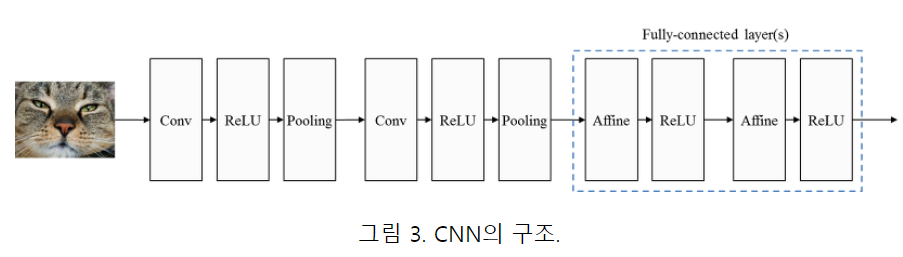 Fully-connected layer(s)
Conv ReLU Pooling Conv ReLU Pooling Affine ReLU Affine ReLU
그림 3. CNN의 구조.